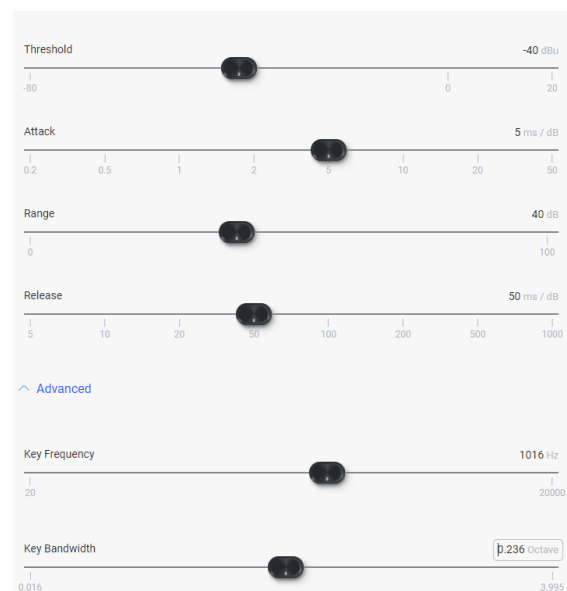 Threshold -40 dBu
-80 0 20
Attack 5 ms / dB
0.2 0.5 1 2 5 10 20 50
Range 40 dB
0 100
Release 50 ms / dB
5 10 20 50 100 200 500 1000
Advanced
Key Frequency 1016 Hz
20 20000
Key Bandwidth 0.236 Octave
0.016 3.995